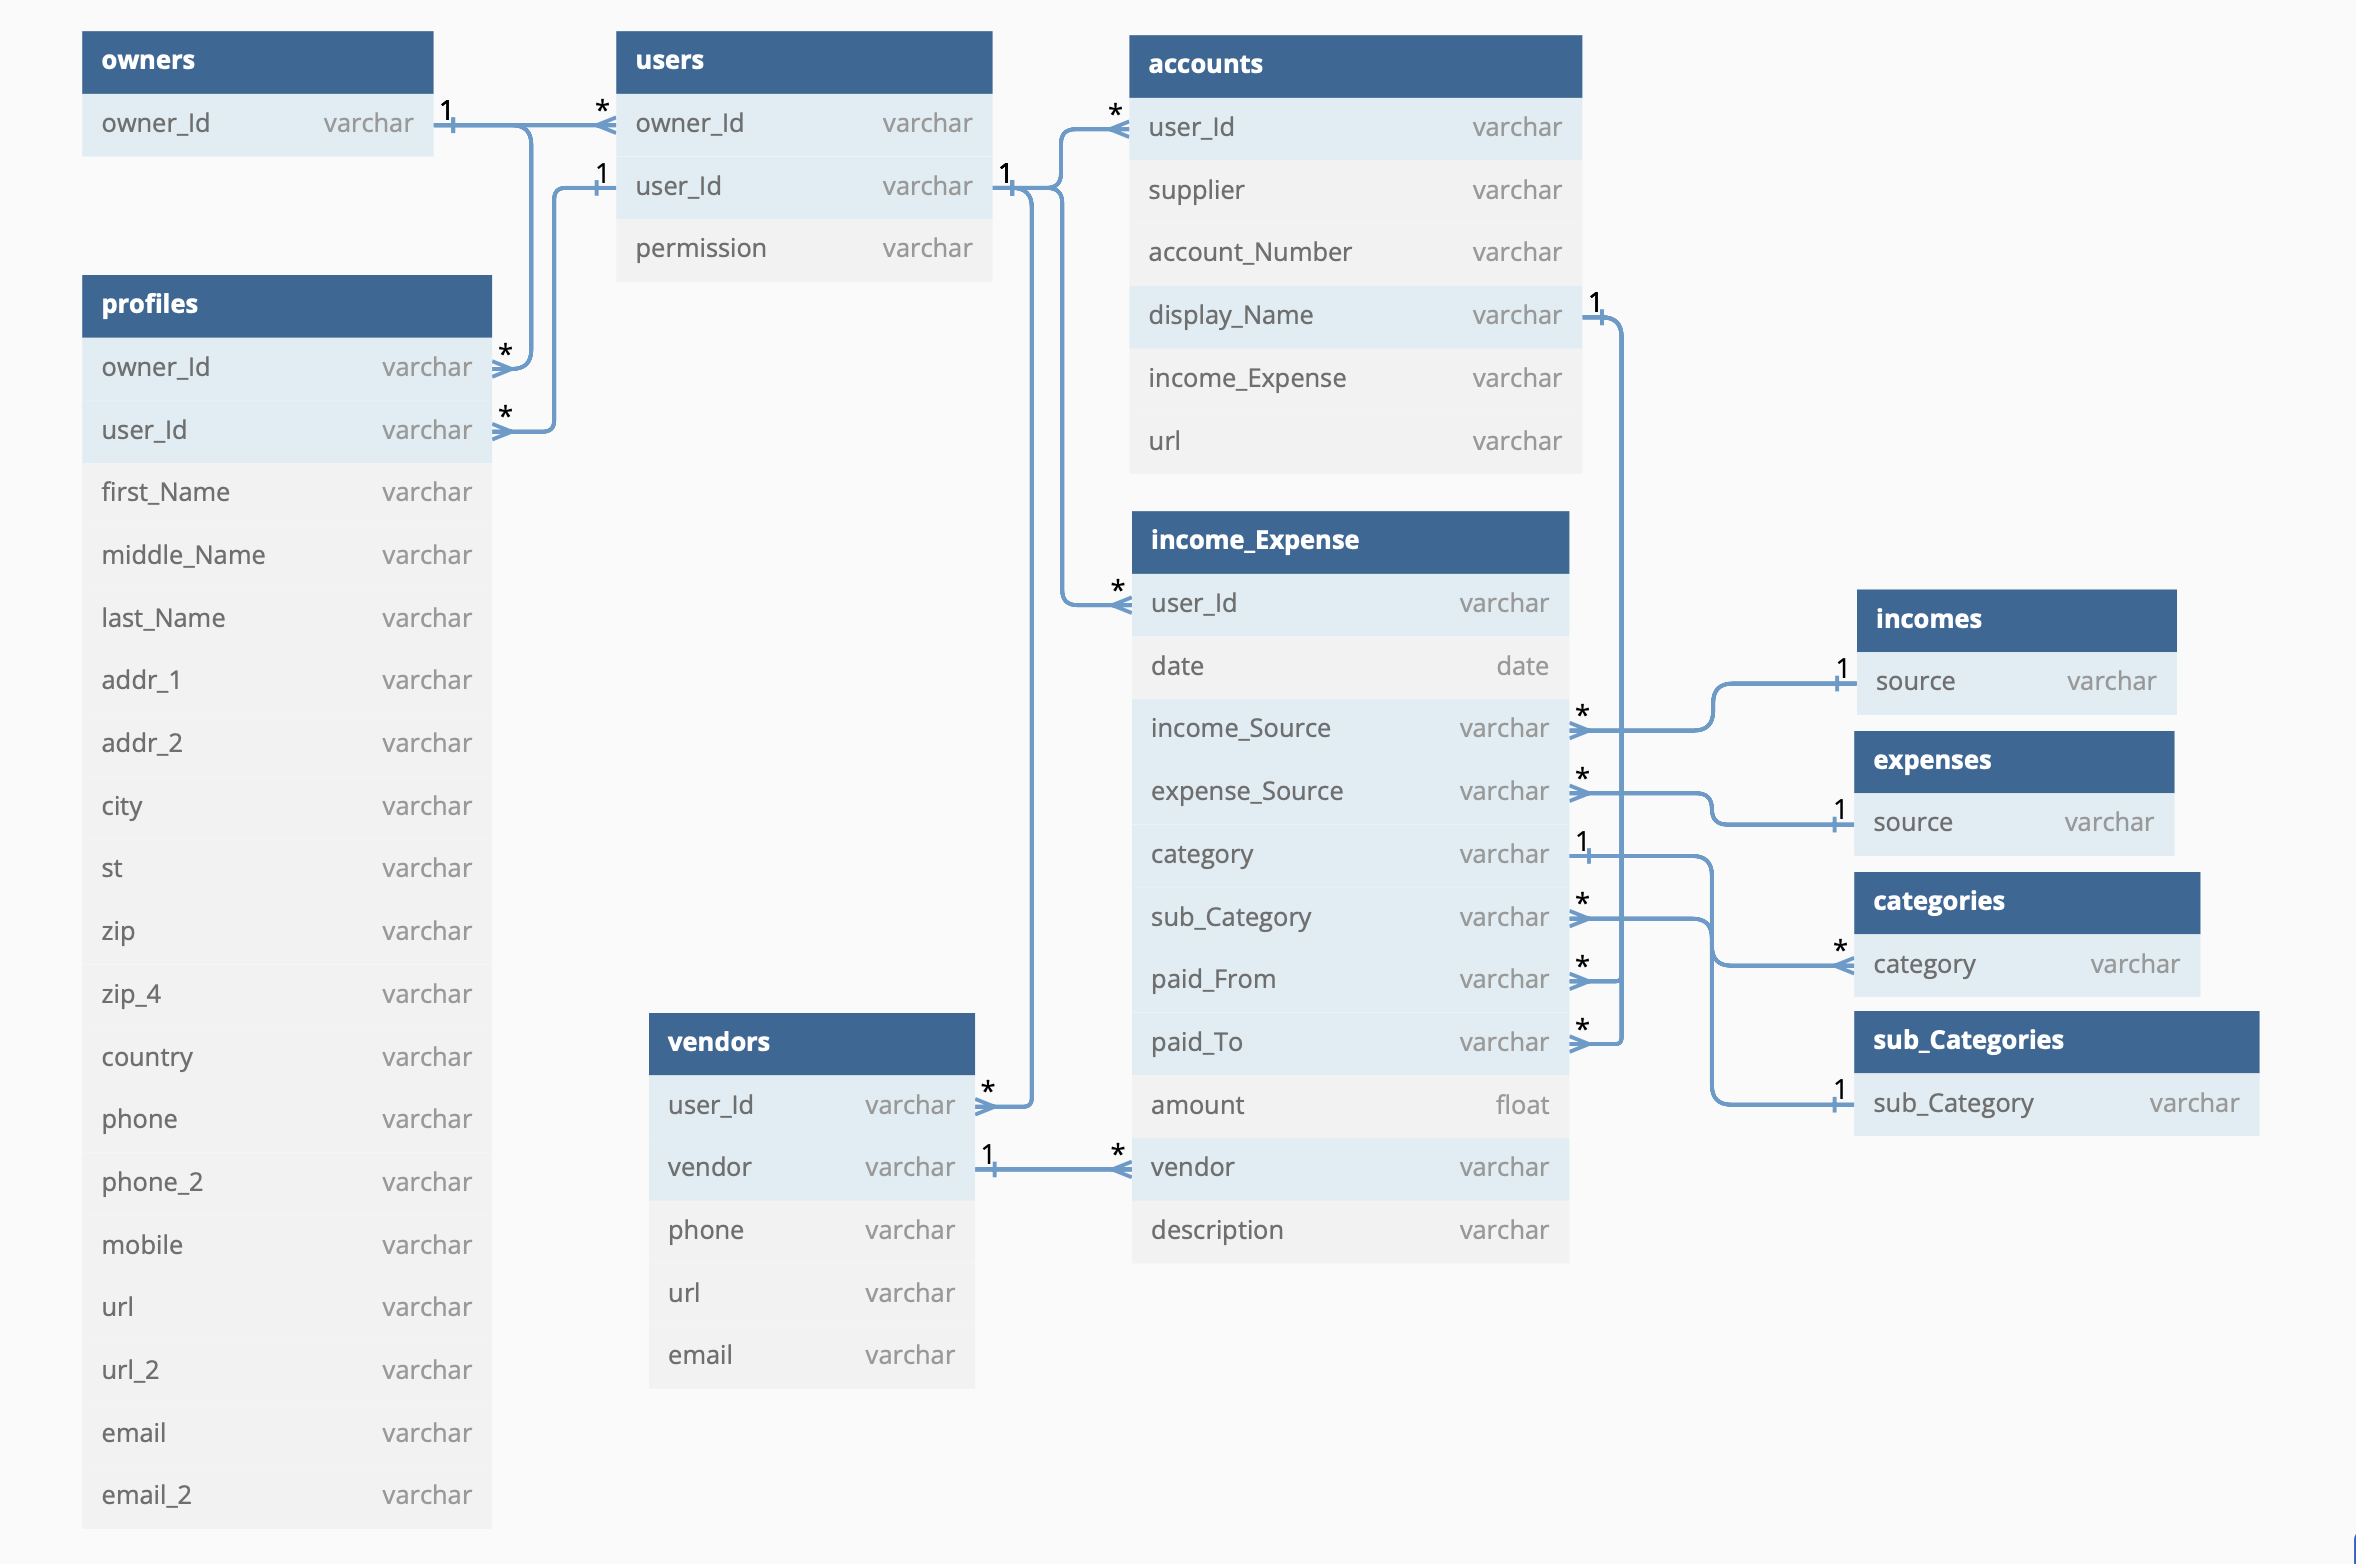 owners
owner_Id varchar
1
*
users
owner_Id varchar
1
user_Id varchar
1
permission varchar
accounts
*
user_Id varchar
supplier varchar
account_Number varchar
display_Name varchar
1
income_Expense varchar
url varchar
profiles
owner_Id varchar
*
user_Id varchar
*
first_Name varchar
middle_Name varchar
last_Name varchar
addr_1 varchar
addr_2 varchar
city varchar
st varchar
zip varchar
zip_4 varchar
country varchar
phone varchar
phone_2 varchar
mobile varchar
url varchar
url_2 varchar
email varchar
email_2 varchar
income_Expense
*
user_Id varchar
date date
income_Source varchar
*
expense_Source varchar
*
category varchar
1
sub_Category varchar
*
paid_From varchar
*
paid_To varchar
*
amount float
*
vendor varchar
description varchar
vendors
user_Id varchar
*
vendor varchar
1
phone varchar
url varchar
email varchar
incomes
1
source varchar
expenses
1
source varchar
categories
*
category varchar
sub_Categories
1
sub_Category varchar